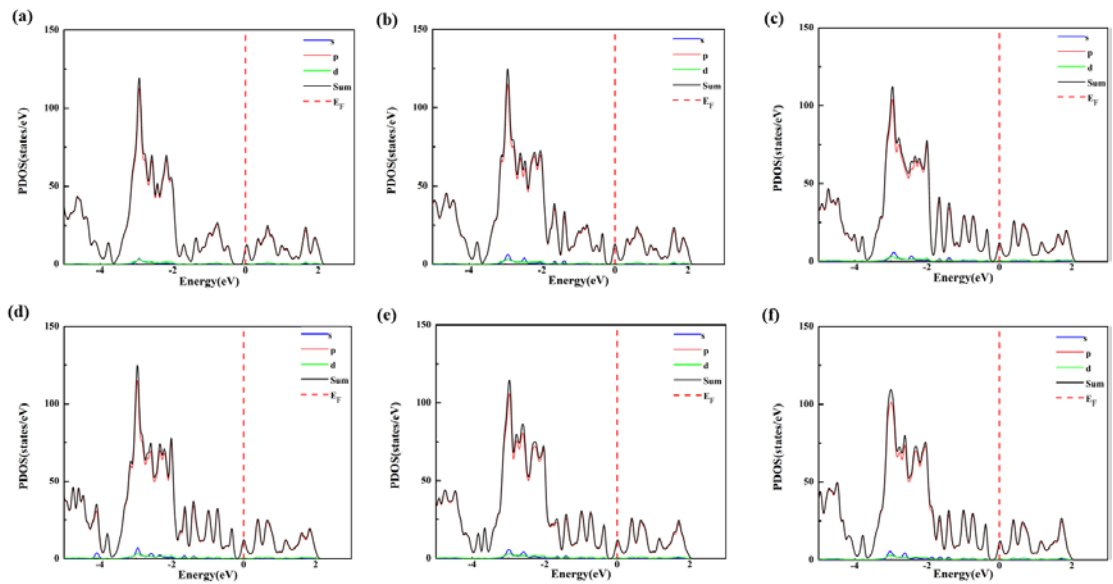 (a)
150
100
50
0
PDOS(states/eV)
-4 -2 0 2
Energy(eV)
s
p
d
Sum
E_F
(b)
150
100
50
0
PDOS(states/eV)
-4 -2 0 2
Energy(eV)
s
p
d
Sum
E_F
(c)
150
100
50
0
PDOS(states/eV)
-4 -2 0 2
Energy(eV)
s
p
d
Sum
E_F
(d)
150
100
50
0
PDOS(states/eV)
-4 -2 0 2
Energy(eV)
s
p
d
Sum
E_F
(e)
150
100
50
0
PDOS(states/eV)
-4 -2 0 2
Energy(eV)
s
p
d
Sum
E_F
(f)
150
100
50
0
PDOS(states/eV)
-4 -2 0 2
Energy(eV)
s
p
d
Sum
E_F